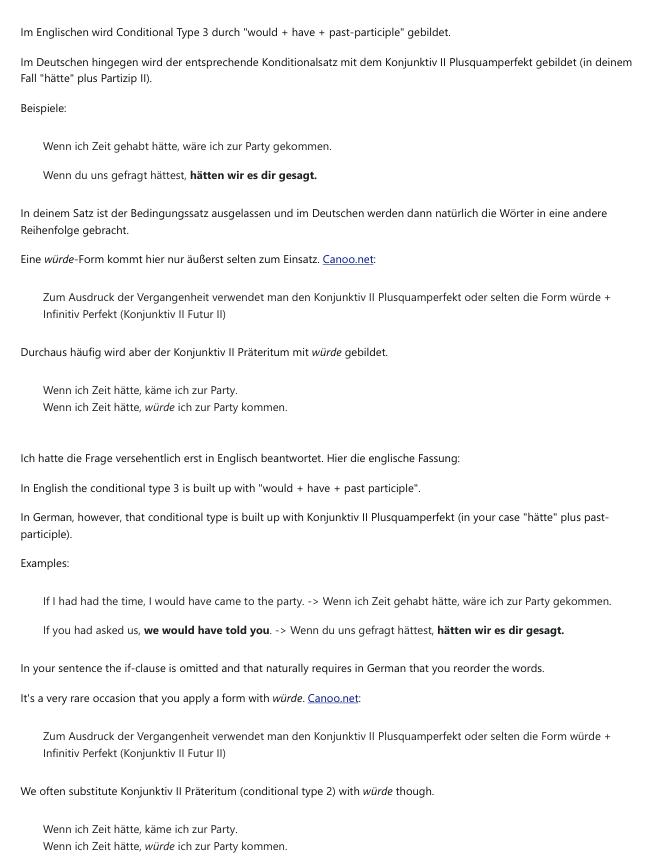 Im Englischen wird Conditional Type 3 durch "would + have + past-participle" gebildet.
Im Deutschen hingegen wird der entsprechende Konditionalsatz mit dem Konjunktiv II Plusquamperfekt gebildet (in deinem
Fall "hätte" plus Partizip II).
Beispiele:
Wenn ich Zeit gehabt hätte, wäre ich zur Party gekommen.
Wenn du uns gefragt hättest, hätten wir es dir gesagt.
In deinem Satz ist der Bedingungssatz ausgelassen und im Deutschen werden dann natürlich die Wörter in eine andere
Reihenfolge gebracht.
Eine würde-Form kommt hier nur äußerst selten zum Einsatz. Canoo.net:
Zum Ausdruck der Vergangenheit verwendet man den Konjunktiv II Plusquamperfekt oder selten die Form würde +
Infinitiv Perfekt (Konjunktiv II Futur II)
Durchaus häufig wird aber der Konjunktiv II Präteritum mit würde gebildet.
Wenn ich Zeit hätte, käme ich zur Party.
Wenn ich Zeit hätte, würde ich zur Party kommen.
Ich hatte die Frage versehentlich erst in Englisch beantwortet. Hier die englische Fassung:
In English the conditional type 3 is built up with "would + have + past participle".
In German, however, that conditional type is built up with Konjunktiv II Plusquamperfekt (in your case "hätte" plus past-
participle).
Examples:
If I had had the time, I would have came to the party. -> Wenn ich Zeit gehabt hätte, wäre ich zur Party gekommen.
If you had asked us, we would have told you. -> Wenn du uns gefragt hättest, hätten wir es dir gesagt.
In your sentence the if-clause is omitted and that naturally requires in German that you reorder the words.
It's a very rare occasion that you apply a form with würde. Canoo.net:
Zum Ausdruck der Vergangenheit verwendet man den Konjunktiv II Plusquamperfekt oder selten die Form würde +
Infinitiv Perfekt (Konjunktiv II Futur II)
We often substitute Konjunktiv II Präteritum (conditional type 2) with würde though.
Wenn ich Zeit hätte, käme ich zur Party.
Wenn ich Zeit hätte, würde ich zur Party kommen.